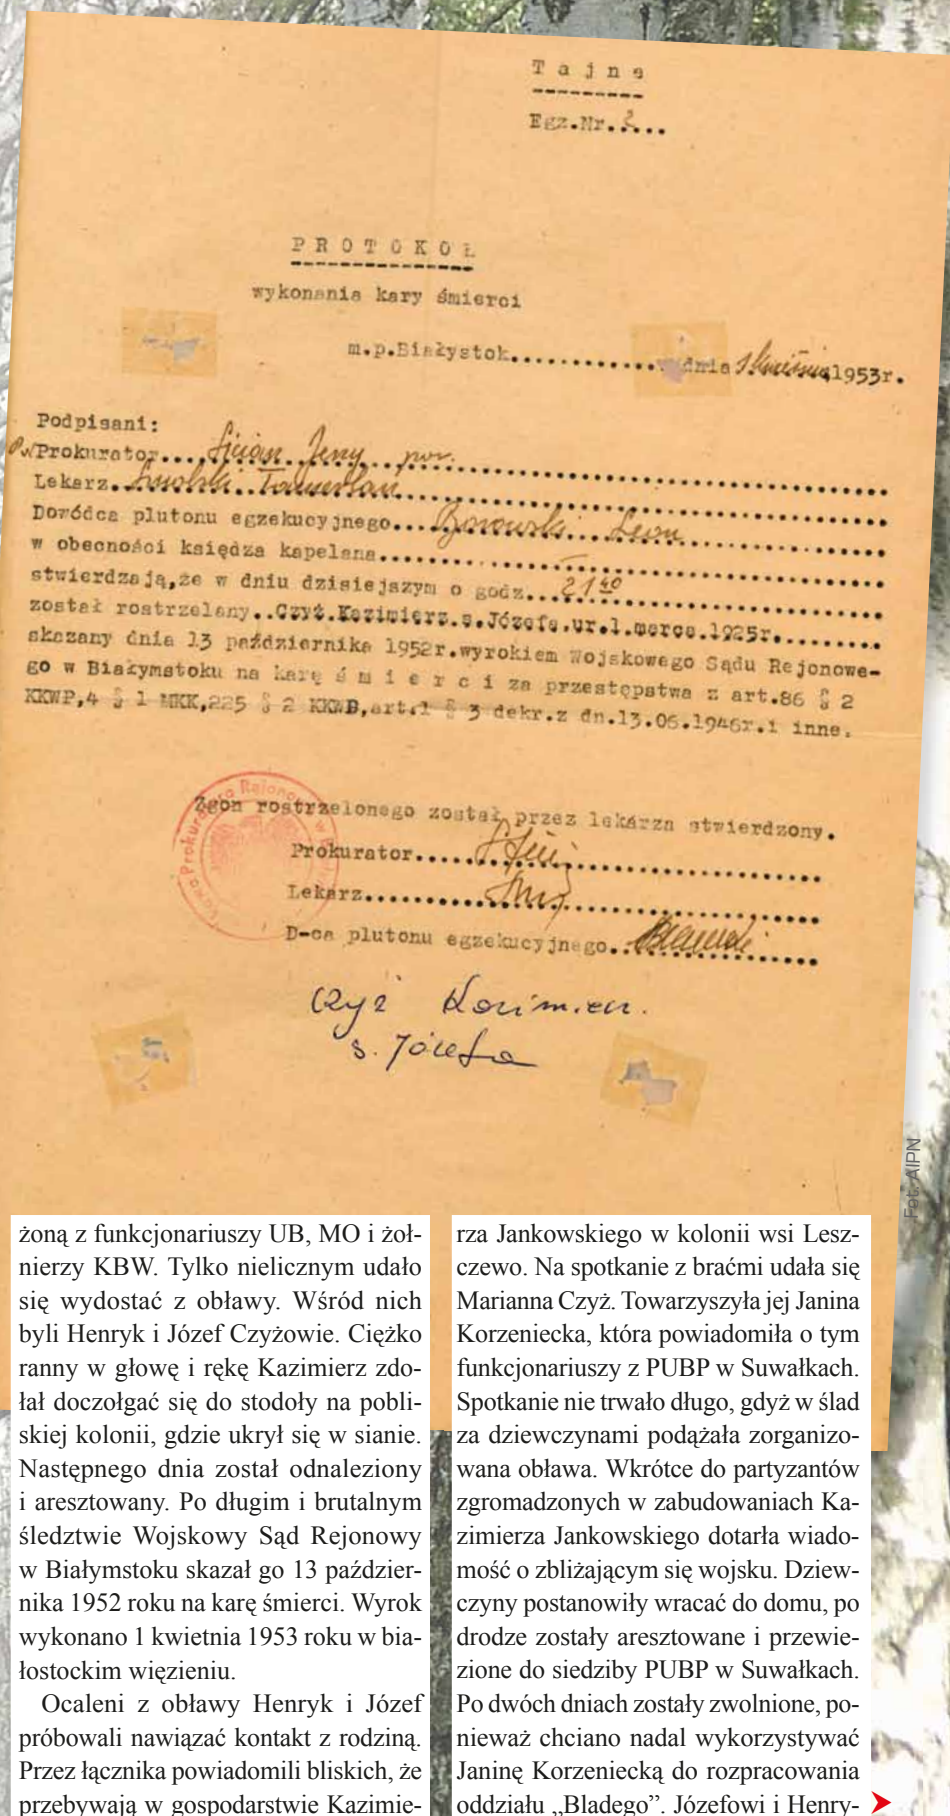 Tajne
Egz.Nr. 2
PROTOKOŁ
wykonania kary śmierci
m.p.Białystok..............dnia 1 kwietnia 1953r.
Podpisani:
Prokurator.... Jerzy por.
Lekarz.
Dowódca plutonu egzekucyjnego... Borowski Leon
w obecności księdza kapelana
stwierdzają,że w dniu dzisiejszym o godz... 21 40
został rostrzelany..Czyż.Kazimierz.s.Józefa.ur.1.marca.1925r.
skazany dnia 13 października 1952r.wyrokiem Wojskowego Sądu Rejonowe-
go w Białymstoku na karę ś m i e r c i za przestępstwa z art.86 § 2
KKWP,4 § 1 MKK,225 § 2 KKWB,art.1 § 3 dekr.z dn.13.06.1946r.i inne.
Zgon rostrzelonego został przez lekarza stwierdzony.
Prokurator
Lekarz
D-ca plutonu egzekucyjnego..
Czyż Kazimierz.
s. Józefa
Fot. AIPN
żoną z funkcjonariuszy UB, MO i żoł-
nierzy KBW. Tylko nielicznym udało
się wydostać z obławy. Wśród nich
byli Henryk i Józef Czyżowie. Ciężko
ranny w głowę i rękę Kazimierz zdo-
łał doczołgać się do stodoły na pobli-
skiej kolonii, gdzie ukrył się w sianie.
Następnego dnia został odnaleziony
i aresztowany. Po długim i brutalnym
śledztwie Wojskowy Sąd Rejonowy
w Białymstoku skazał go 13 paździer-
nika 1952 roku na karę śmierci. Wyrok
wykonano 1 kwietnia 1953 roku w bia-
łostockim więzieniu.
Ocaleni z obławy Henryk i Józef
próbowali nawiązać kontakt z rodziną.
Przez łącznika powiadomili bliskich, że
przebywają w gospodarstwie Kazimie-
rza Jankowskiego w kolonii wsi Lesz-
czewo. Na spotkanie z braćmi udała się
Marianna Czyż. Towarzyszyła jej Janina
Korzeniecka, która powiadomiła o tym
funkcjonariuszy z PUBP w Suwałkach.
Spotkanie nie trwało długo, gdyż w ślad
za dziewczynami podążała zorganizo-
wana obława. Wkrótce do partyzantów
zgromadzonych w zabudowaniach Ka-
zimierza Jankowskiego dotarła wiado-
mość o zbliżającym się wojsku. Dziew-
czyny postanowiły wracać do domu, po
drodze zostały aresztowane i przewie-
zione do siedziby PUBP w Suwałkach.
Po dwóch dniach zostały zwolnione, po-
nieważ chciano nadal wykorzystywać
Janinę Korzeniecką do rozpracowania
oddziału „Bladego”. Józefowi i Henry-